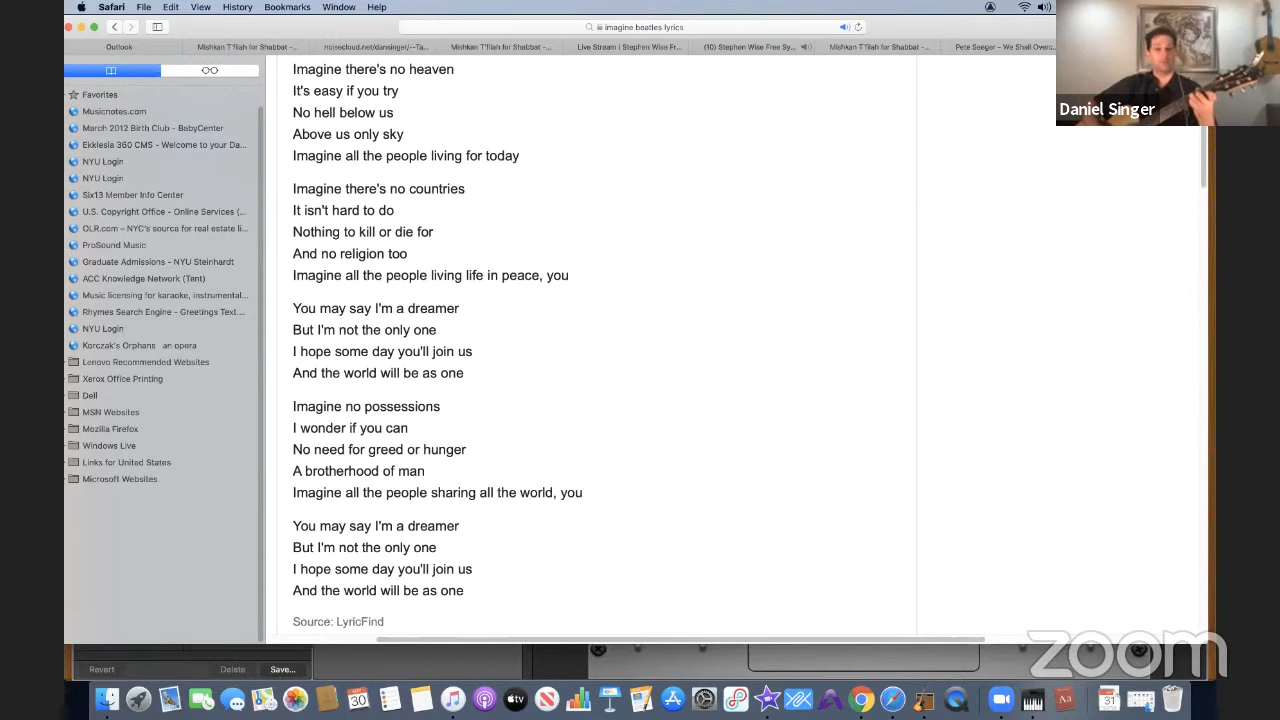 Safari File Edit View History Bookmarks Window Help
imagine beatles lyrics
Outlook
Mishkan T'filah for Shabbat -...
noisecloud.net/dansinger/--Ta...
Mishkan T'filah for Shabbat -...
Live Stream | Stephen Wise Fr...
(10) Stephen Wise Free Sy...
Mishkan T'filah for Shabbat -...
Pete Seeger – We Shall Overc...
Daniel Singer
Favorites
Musicnotes.com
March 2012 Birth Club - BabyCenter
Ekklesia 360 CMS - Welcome to your Da...
NYU Login
NYU Login
Six13 Member Info Center
U.S. Copyright Office - Online Services (...
OLR.com – NYC's source for real estate li...
ProSound Music
Graduate Admissions - NYU Steinhardt
ACC Knowledge Network (Tent)
Music licensing for karaoke, instrumental...
Rhymes Search Engine - Greetings Text....
NYU Login
Korczak's Orphans an opera
Lenovo Recommended Websites
Xerox Office Printing
Dell
MSN Websites
Mozilla Firefox
Windows Live
Links for United States
Microsoft Websites
Imagine there's no heaven
It's easy if you try
No hell below us
Above us only sky
Imagine all the people living for today
Imagine there's no countries
It isn't hard to do
Nothing to kill or die for
And no religion too
Imagine all the people living life in peace, you
You may say I'm a dreamer
But I'm not the only one
I hope some day you'll join us
And the world will be as one
Imagine no possessions
I wonder if you can
No need for greed or hunger
A brotherhood of man
Imagine all the people sharing all the world, you
You may say I'm a dreamer
But I'm not the only one
I hope some day you'll join us
And the world will be as one
Source: LyricFind
Revert
Delete
Save...
zoom
30
tv
31
Aa